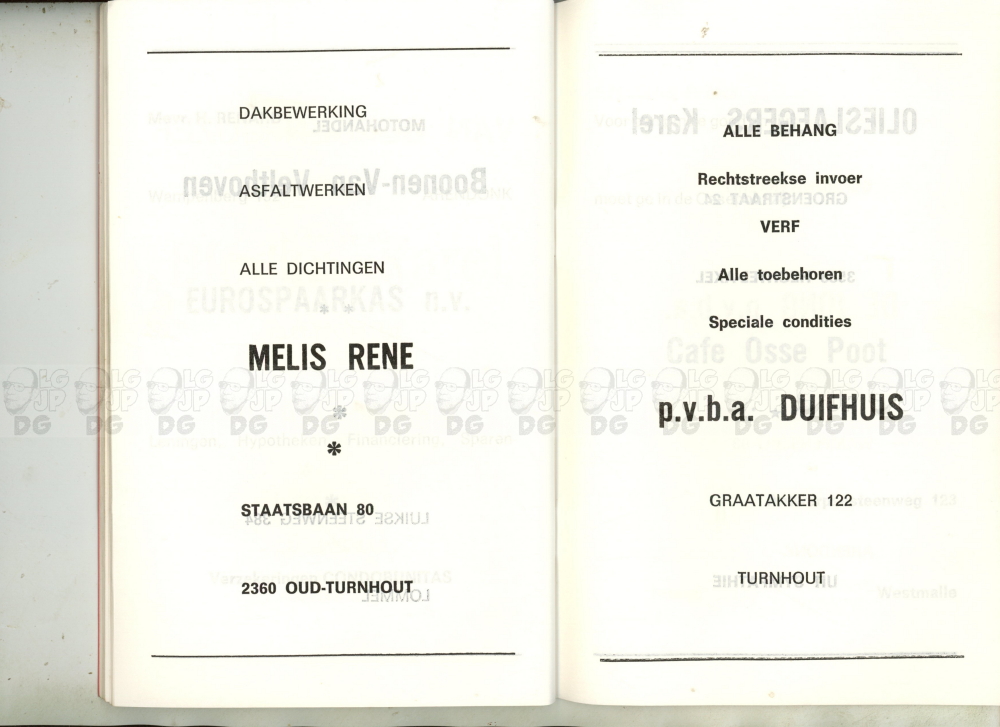 DAKBEWERKING
ASFALTWERKEN
ALLE DICHTINGEN
MELIS RENE
*
STAATSBAAN 80
2360 OUD-TURNHOUT
ALLE BEHANG
Rechtstreekse invoer
VERF
Alle toebehoren
Speciale condities
p.v.b.a. DUIFHUIS
GRAATAKKER 122
TURNHOUT